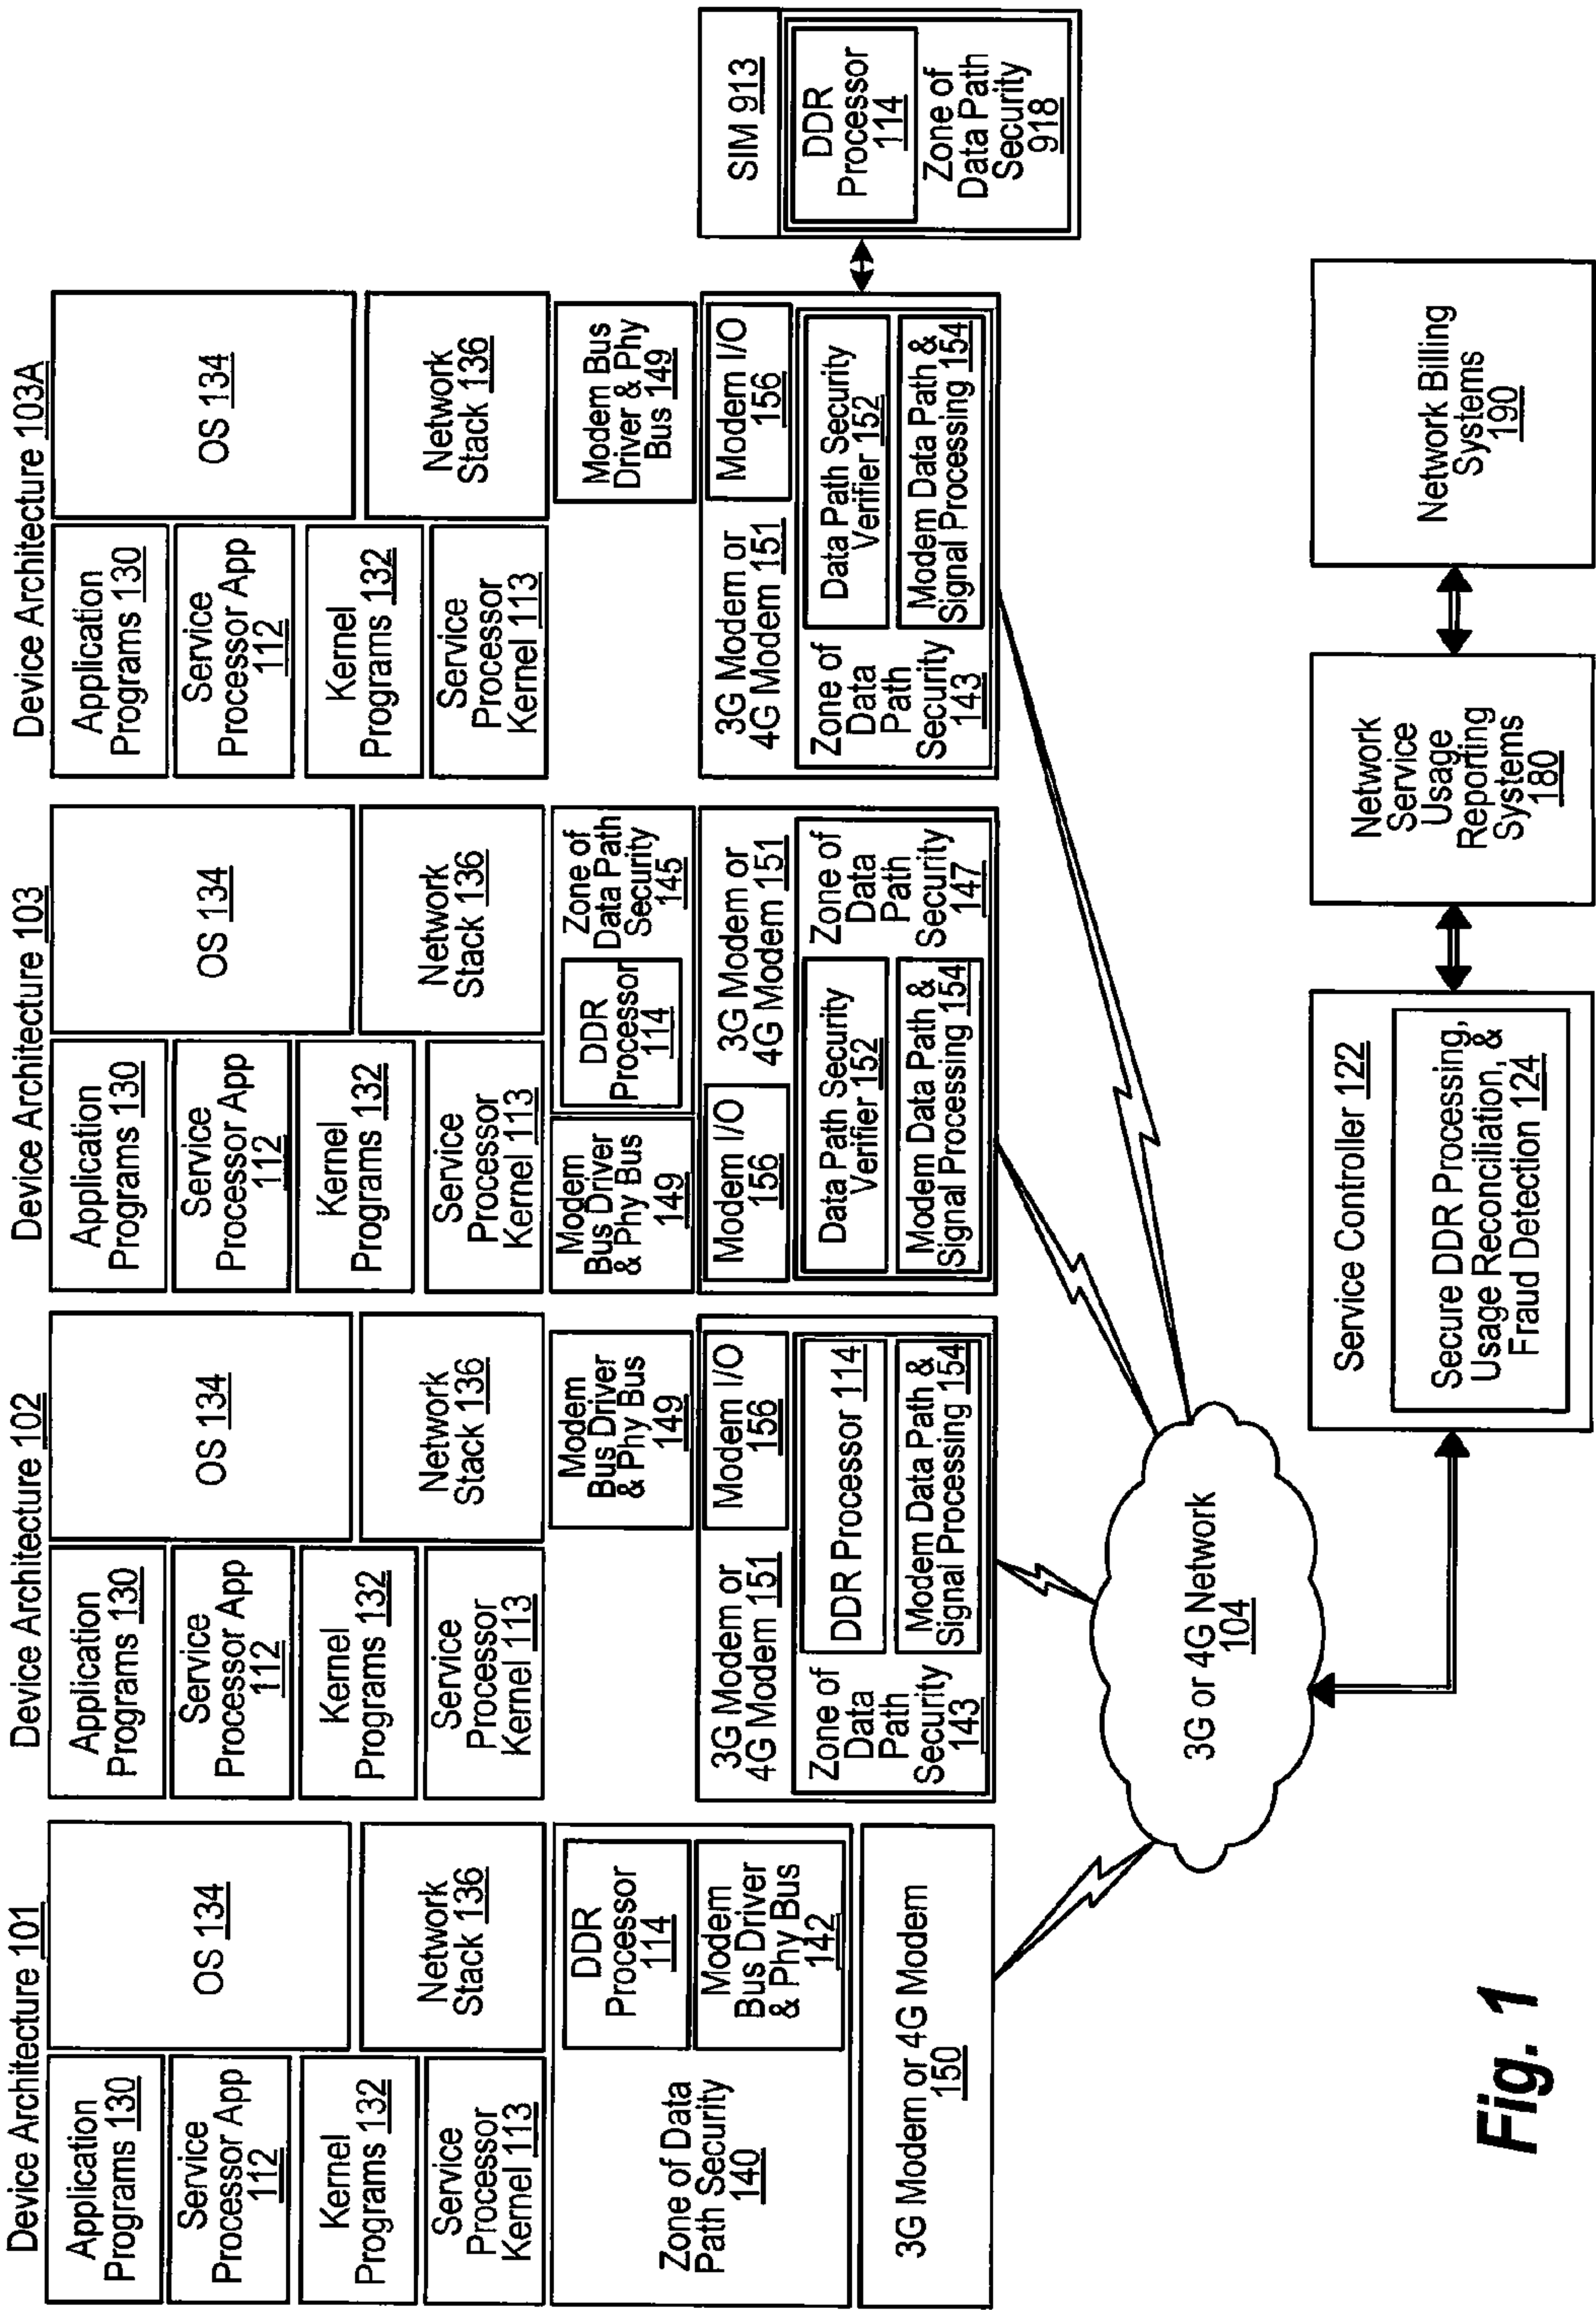 Device Architecture 101
Application
Programs 130
Service
Processor App
112
Kernel
Programs 132
Service
Processor
Kernel 113
OS 134
Network
Stack 136
Zone of Data
Path Security
140
DDR
Processor
114
Modem
Bus Driver
& Phy Bus
142
3G Modem or 4G Modem
150
Device Architecture 102
Application
Programs 130
Service
Processor App
112
Kernel
Programs 132
Service
Processor
Kernel 113
OS 134
Network
Stack 136
Modem
Bus Driver
& Phy Bus
149
3G Modem or
4G Modem 151
Modem I/O
156
Zone of
Data
Path
Security
143
DDR Processor 114
Modem Data Path &
Signal Processing 154
Device Architecture 103
Application
Programs 130
Service
Processor App
112
Kernel
Programs 132
Service
Processor
Kernel 113
OS 134
Network
Stack 136
Modem
Bus Driver
& Phy Bus
149
DDR
Processor
114
Zone of
Data Path
Security
145
Modem I/O
156
3G Modem or
4G Modem 151
Data Path Security
Verifier 152
Modem Data Path &
Signal Processing 154
Zone of
Data
Path
Security
147
Device Architecture 103A
Application
Programs 130
Service
Processor App
112
Kernel
Programs 132
Service
Processor
Kernel 113
OS 134
Network
Stack 136
Modem Bus
Driver & Phy
Bus 149
3G Modem or
4G Modem 151
Modem I/O
156
Zone of
Data
Path
Security
143
Data Path Security
Verifier 152
Modem Data Path &
Signal Processing 154
SIM 913
DDR
Processor
114
Zone of
Data Path
Security
918
3G or 4G Network
104
Service Controller 122
Secure DDR Processing,
Usage Reconciliation, &
Fraud Detection 124
Network
Service
Usage
Reporting
Systems
180
Network Billing
Systems
190
Fig. 1